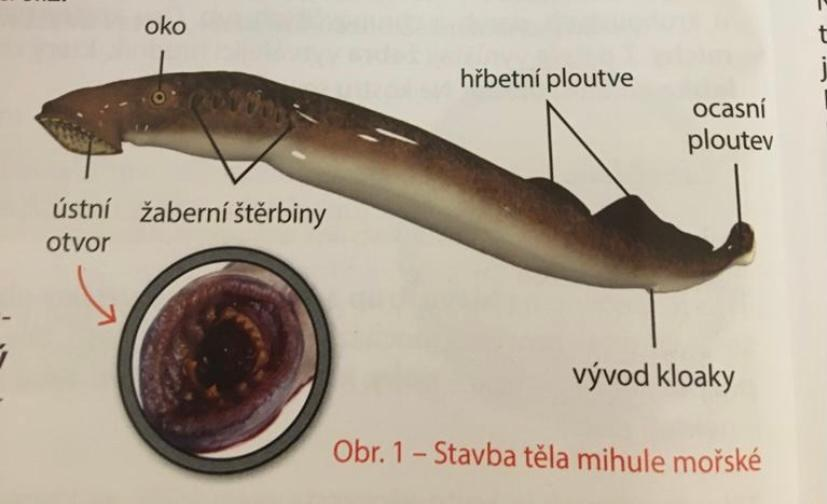 oko
hřbetní ploutve
ocasní
ploutev
ústní
otvor
žaberní štěrbiny
vývod kloaky
Obr. 1 – Stavba těla mihule mořské